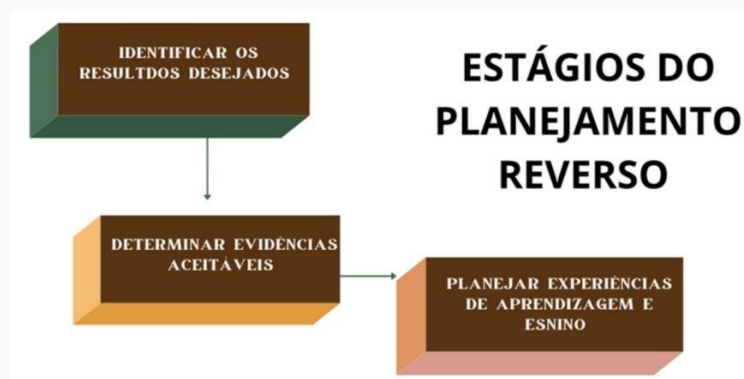 IDENTIFICAR OS
RESULTDOS DESEJADOS
ESTÁGIOS DO
PLANEJAMENTO
REVERSO
DETERMINAR EVIDÊNCIAS
ACEITÁVEIS
PLANEJAR EXPERIÊNCIAS
DE APRENDIZAGEM E
ESNINO